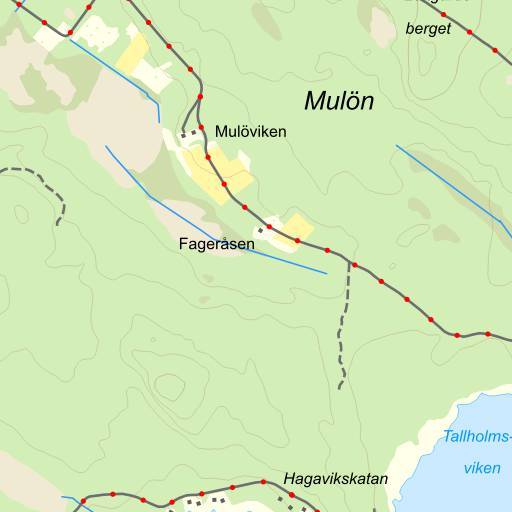 berget
Mulön
Mulöviken
Fageråsen
Tallholms-
viken
Hagavikskatan